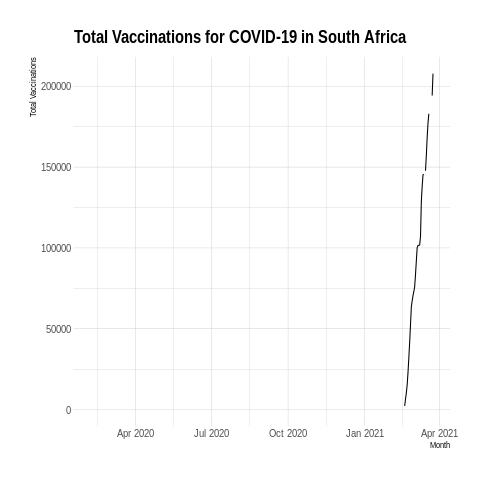 Total Vaccinations for COVID-19 in South Africa
Total Vaccinations
200000
150000
100000
50000
0
Apr 2020 Jul 2020 Oct 2020 Jan 2021 Apr 2021
Month